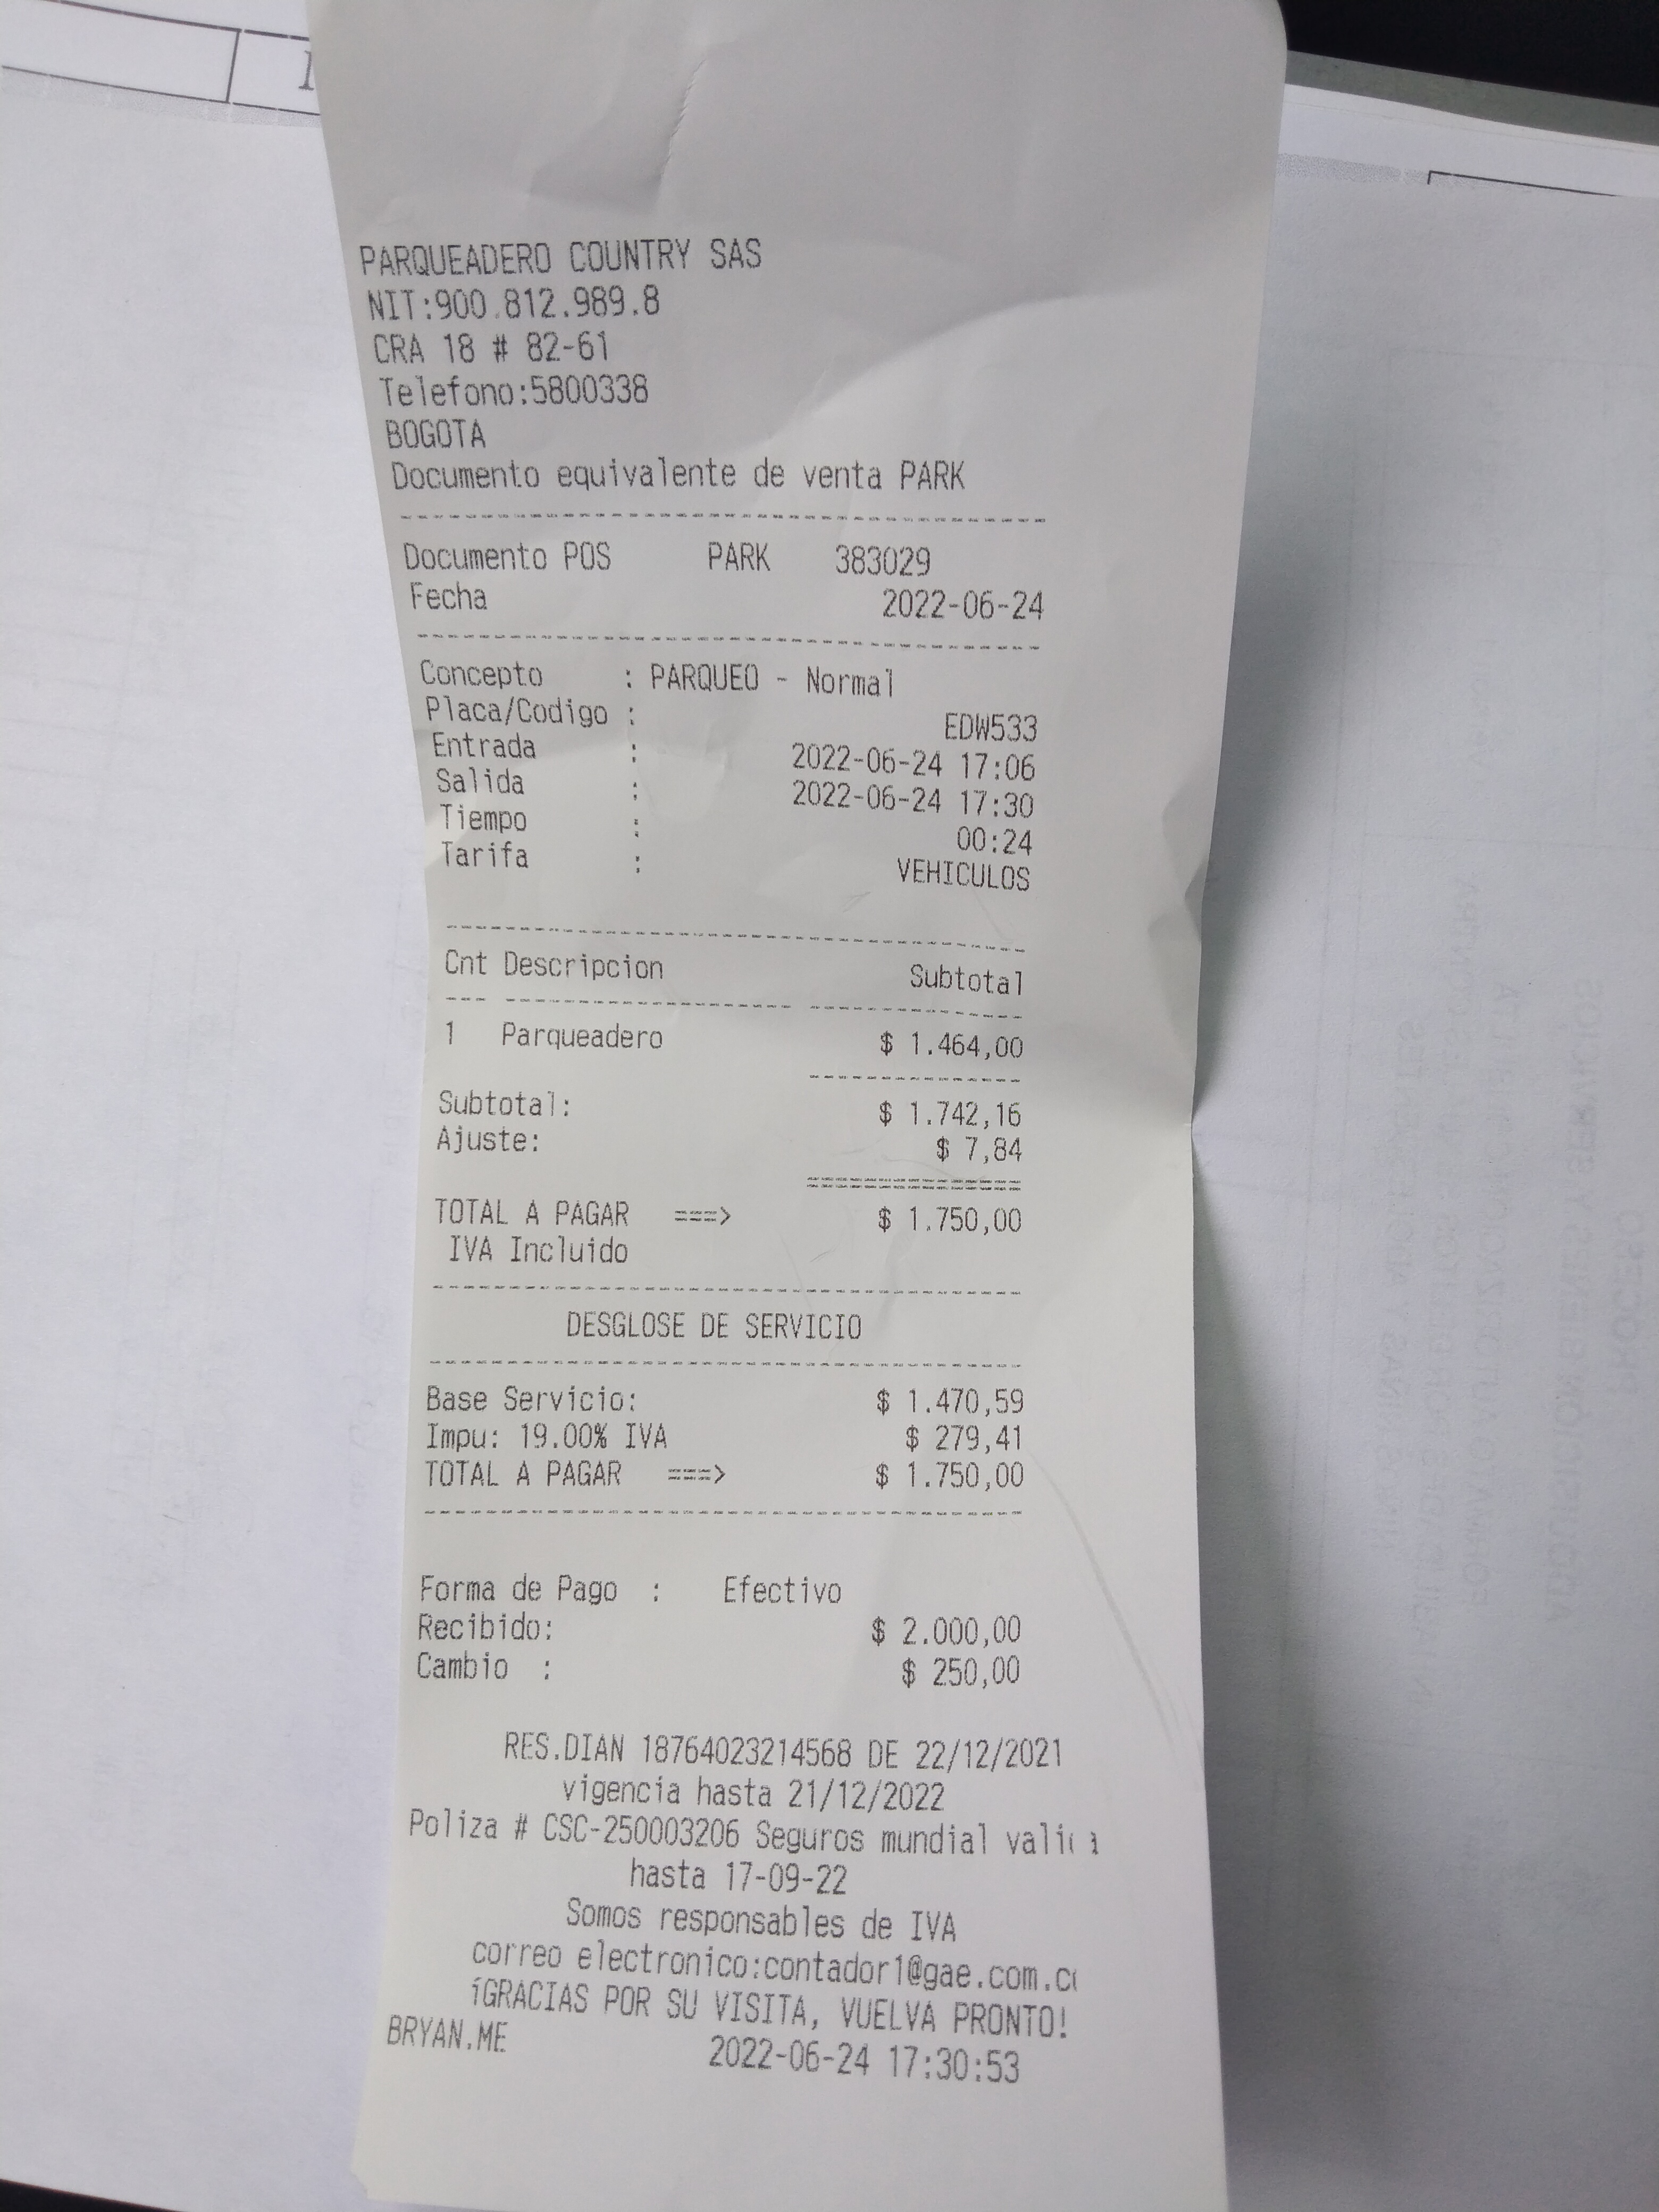 PARQUEADERO COUNTRY SAS
NIT:900.812.989.8
CRA 18 # 82-61
Telefono:5800338
BOGOTA
Documento equivalente de venta PARK
Documento POS PARK 383029
Fecha 2022-06-24
Concepto : PARQUEO - Normal
Placa/Codigo : EDW533
Entrada : 2022-06-24 17:06
Salida : 2022-06-24 17:30
Tiempo : 00:24
Tarifa : VEHICULOS
Cnt Descripcion Subtotal
1 Parqueadero $ 1.464,00
Subtotal: $ 1.742,16
Ajuste: $ 7,84
TOTAL A PAGAR ===> $ 1.750,00
IVA Incluido
DESGLOSE DE SERVICIO
Base Servicio: $ 1.470,59
Impu: 19.00% IVA $ 279,41
TOTAL A PAGAR ===> $ 1.750,00
Forma de Pago : Efectivo
Recibido: $ 2.000,00
Cambio : $ 250,00
RES.DIAN 18764023214568 DE 22/12/2021
vigencia hasta 21/12/2022
Poliza # CSC-250003206 Seguros mundial
hasta 17-09-22
Somos responsables de IVA
correo electronico:contador1@gae.com.c
¡GRACIAS POR SU VISITA, VUELVA PRONTO!
BRYAN.ME 2022-06-24 17:30:53